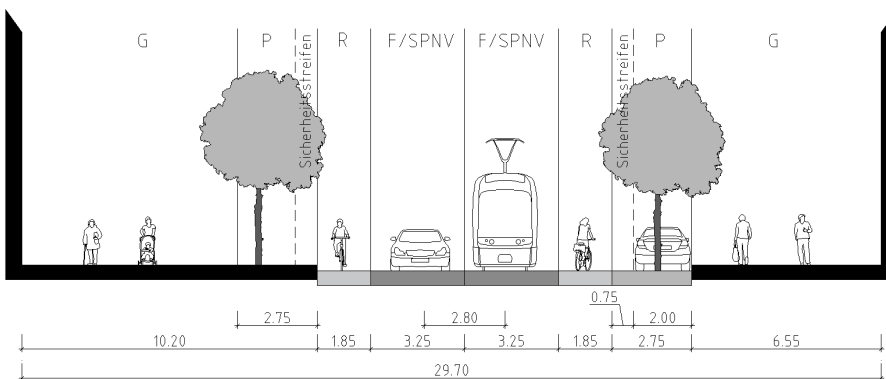 G P R F/SPNV F/SPNV R P G
Sicherheitsstreifen
Sicherheitsstreifen
0.75
2.75 2.80 2.00
10.20 1.85 3.25 3.25 1.85 2.75 6.55
29.70